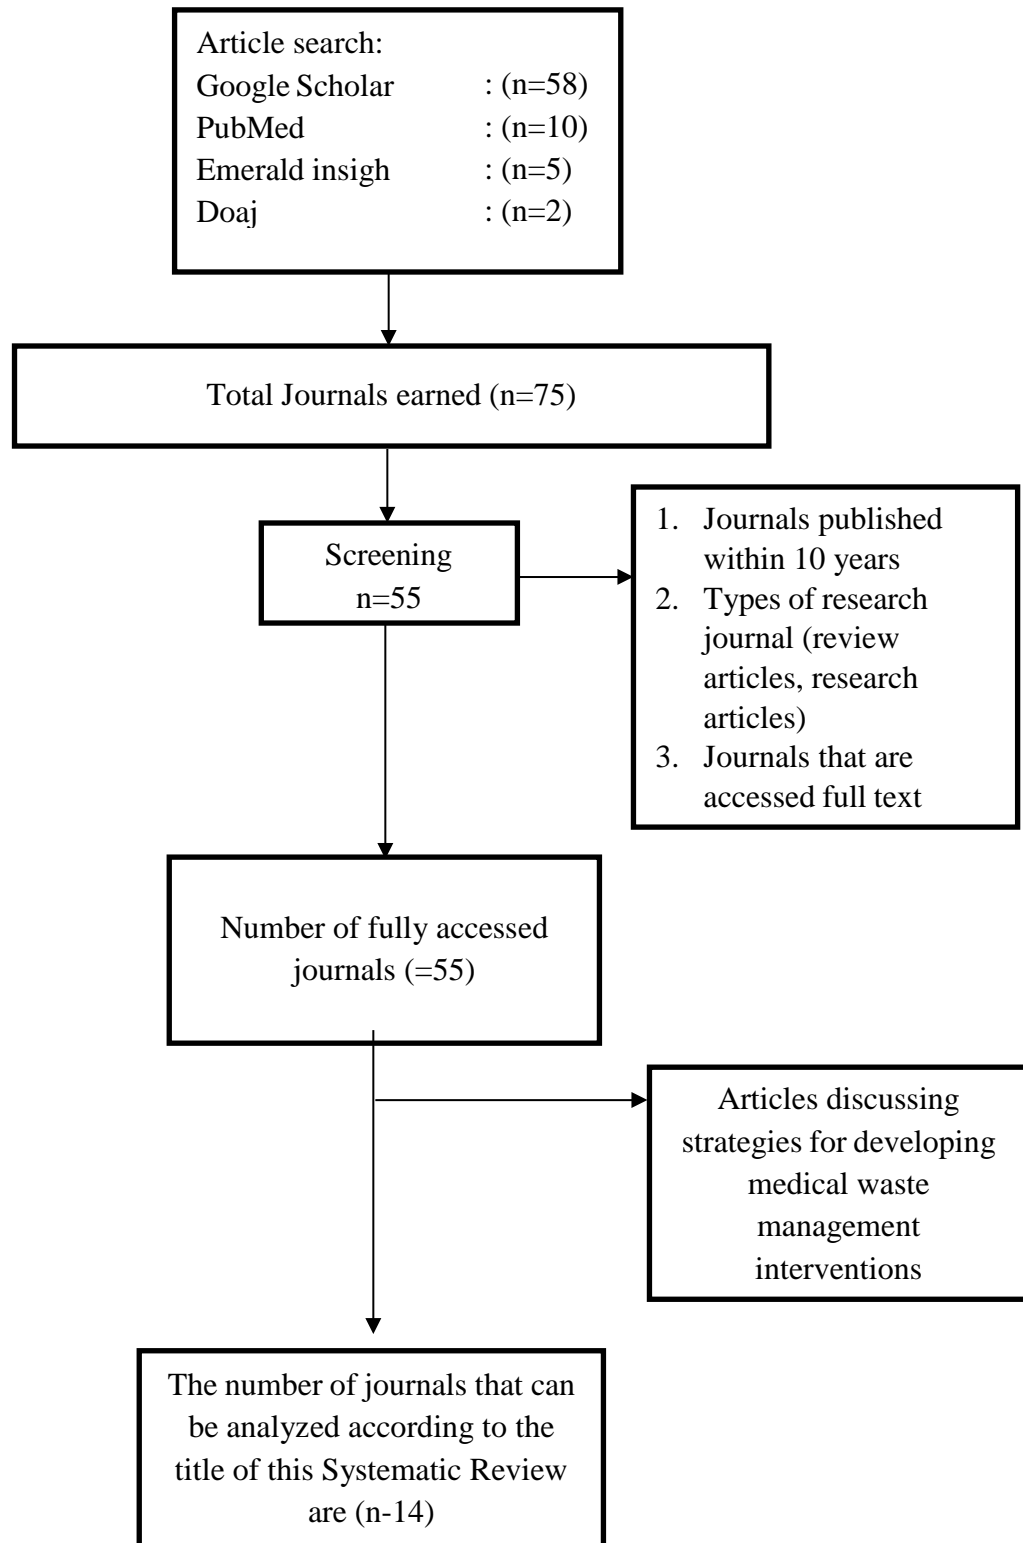 Article search:
Google Scholar : (n=58)
PubMed : (n=10)
Emerald insigh : (n=5)
Doaj : (n=2)
Total Journals earned (n=75)
Screening
n=55
1. Journals published
within 10 years
2. Types of research
journal (review
articles, research
articles)
3. Journals that are
accessed full text
Number of fully accessed
journals (=55)
Articles discussing
strategies for developing
medical waste
management
interventions
The number of journals that can
be analyzed according to the
title of this Systematic Review
are (n-14)